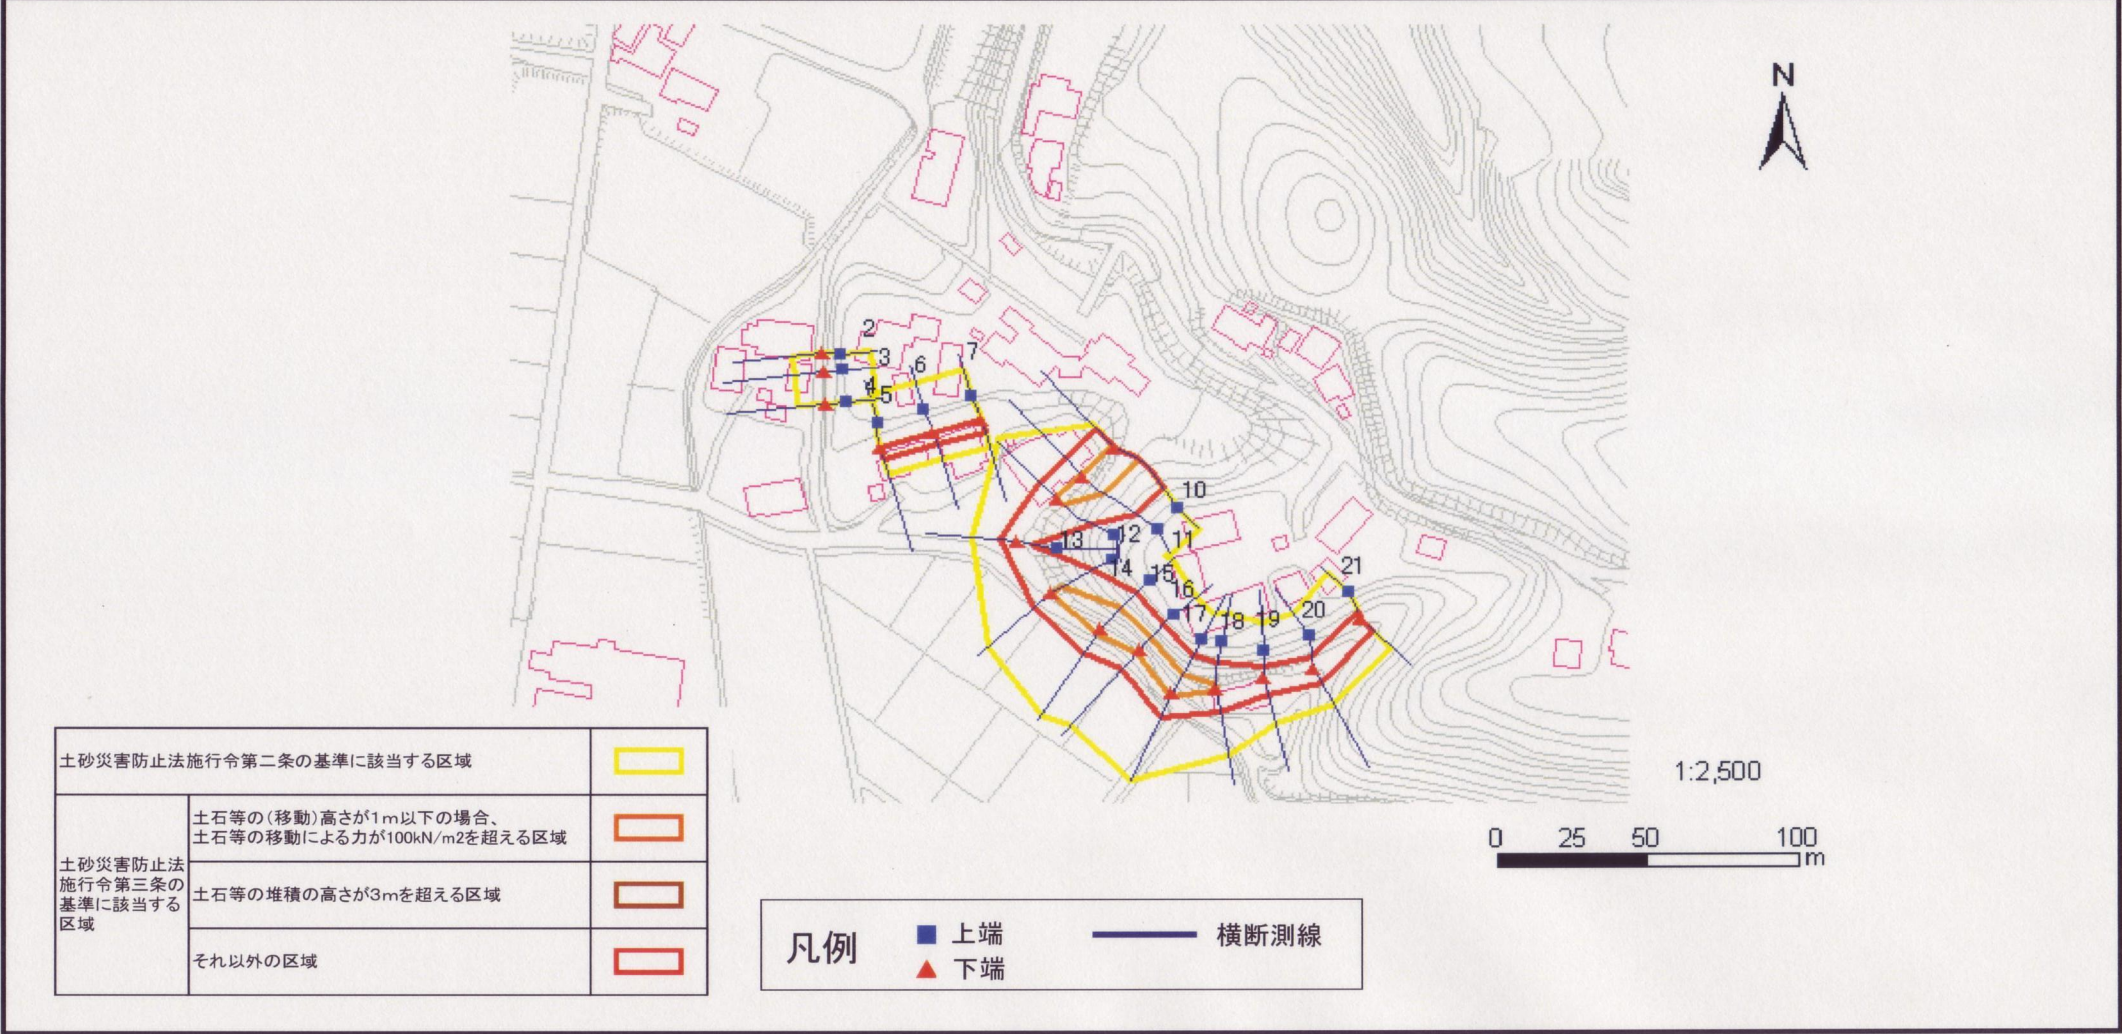 N
2
3
4
5
6
7
10
11
12
13
14
15
16
17
18
19
20
21
1:2,500
0 25 50 100
m
土砂災害防止法施行令第二条の基準に該当する区域
土砂災害防止法
施行令第三条の
基準に該当する
区域
土石等の(移動)高さが1m以下の場合、
土石等の移動による力が100kN/m2を超える区域
土石等の堆積の高さが3mを超える区域
それ以外の区域
凡例
上端
下端
横断測線